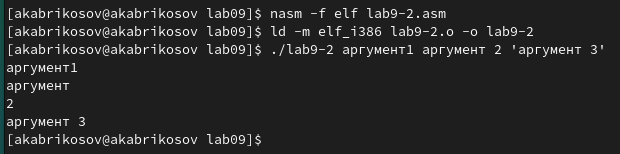 [akabrikosov@akabrikosov lab09]$ nasm -f elf lab9-2.asm
[akabrikosov@akabrikosov lab09]$ ld -m elf_i386 lab9-2.o -o lab9-2
[akabrikosov@akabrikosov lab09]$ ./lab9-2 аргумент1 аргумент 2 'аргумент 3'
аргумент1
аргумент
2
аргумент 3
[akabrikosov@akabrikosov lab09]$